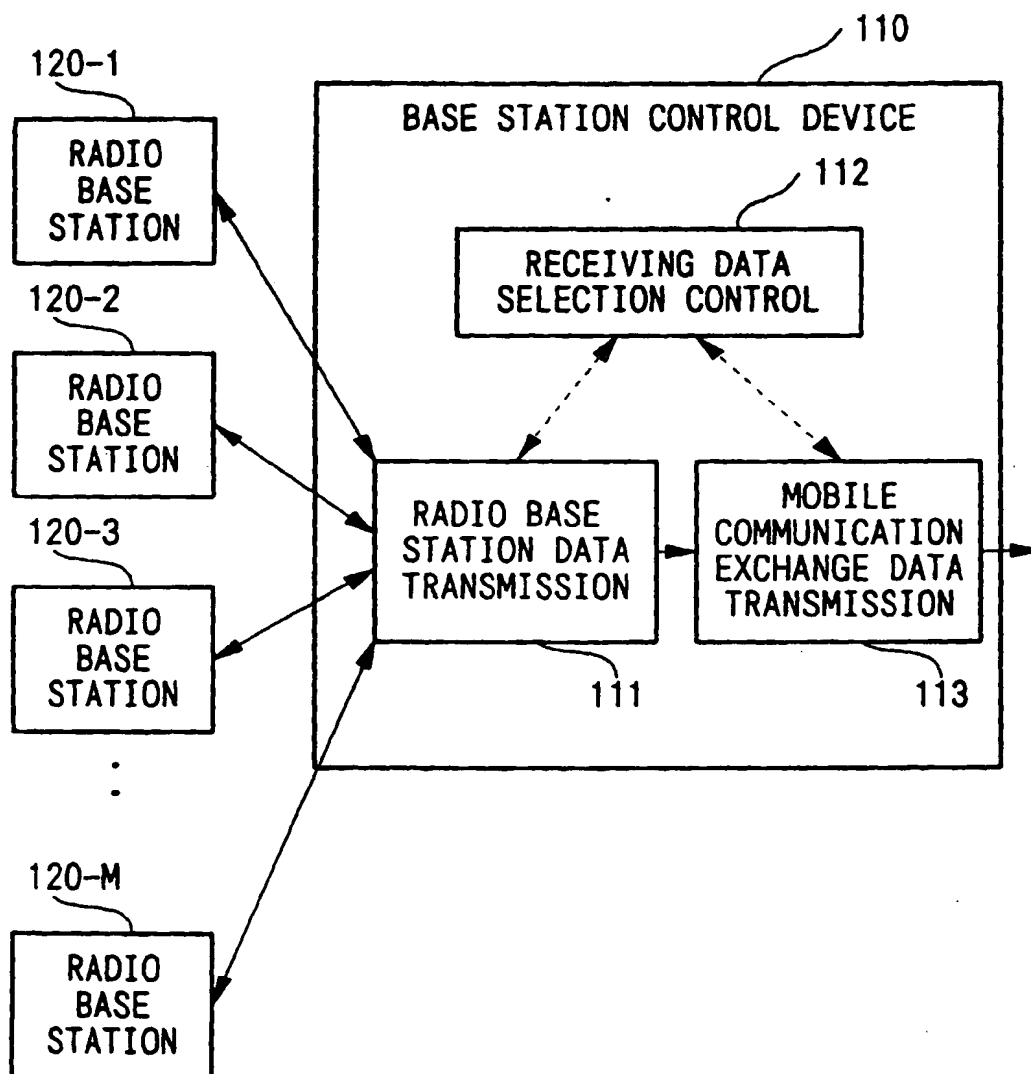 110
120-1
BASE STATION CONTROL DEVICE
RADIO
BASE
STATION
112
RECEIVING DATA
SELECTION CONTROL
120-2
RADIO
BASE
STATION
RADIO BASE
STATION DATA
TRANSMISSION
MOBILE
COMMUNICATION
EXCHANGE DATA
TRANSMISSION
120-3
RADIO
BASE
STATION
111
113
120-M
RADIO
BASE
STATION